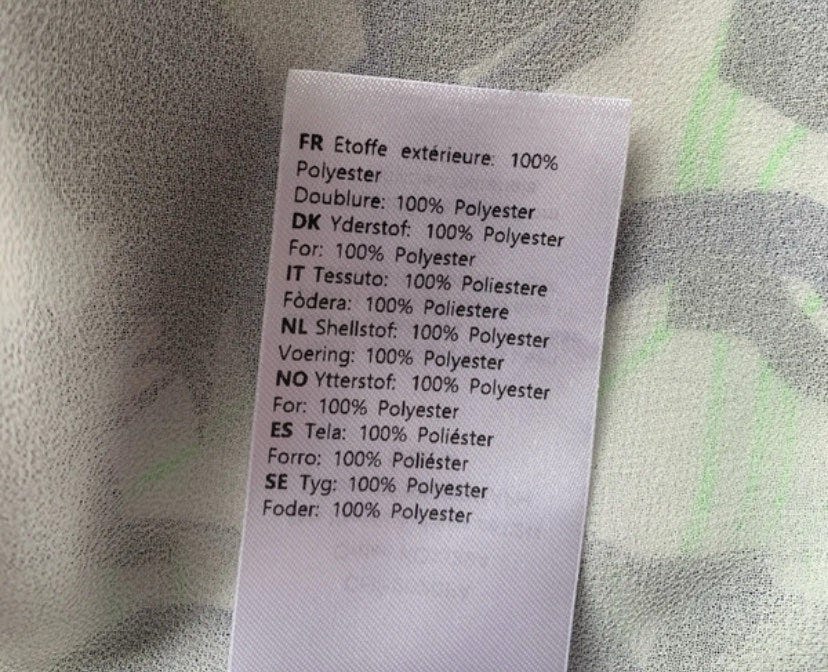 FR Etoffe extérieure: 100%
Polyester
Doublure: 100% Polyester
DK Yderstof: 100% Polyester
For: 100% Polyester
IT Tessuto: 100% Poliestere
Fòdera: 100% Poliestere
NL Shellstof: 100% Polyester
Voering: 100% Polyester
NO Ytterstof: 100% Polyester
For: 100% Polyester
ES Tela: 100% Poliéster
Forro: 100% Poliéster
SE Tyg: 100% Polyester
Foder: 100% Polyester